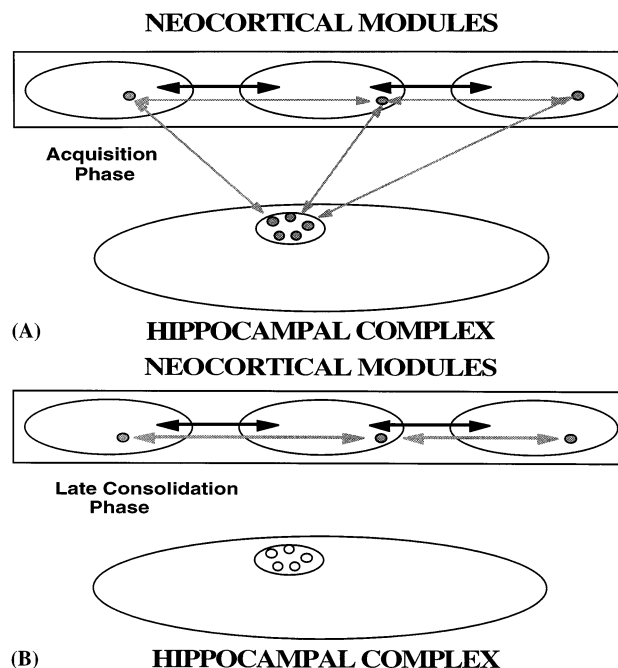 NEOCORTICAL MODULES
Acquisition
Phase
(A) HIPPOCAMPAL COMPLEX
NEOCORTICAL MODULES
Late Consolidation
Phase
(B) HIPPOCAMPAL COMPLEX